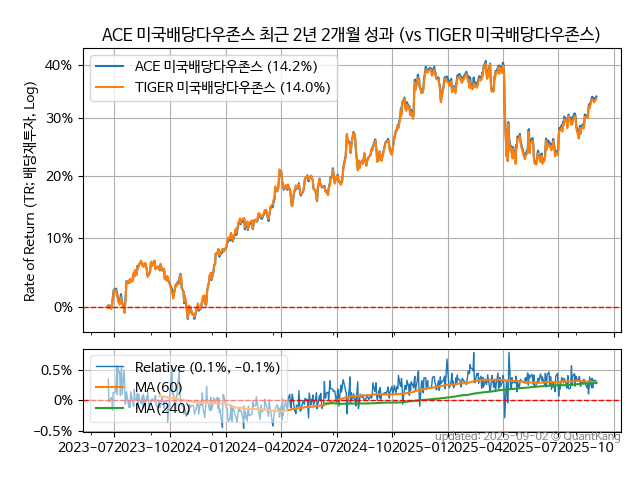 ACE 미국배당다우존스 최근 2년 2개월 성과 (vs TIGER 미국배당다우존스)
Rate of Return (TR: 배당재투자, Log)
40%
30%
20%
10%
0%
ACE 미국배당다우존스 (14.2%)
TIGER 미국배당다우존스 (14.0%)
0.5%
0%
−0.5%
Relative (0.1%, −0.1%)
MA(60)
MA(240)
updated: 2025-09-02 © QuantKang
2023-07
2023-10
2024-01
2024-04
2024-07
2024-10
2025-01
2025-04
2025-07
2025-10